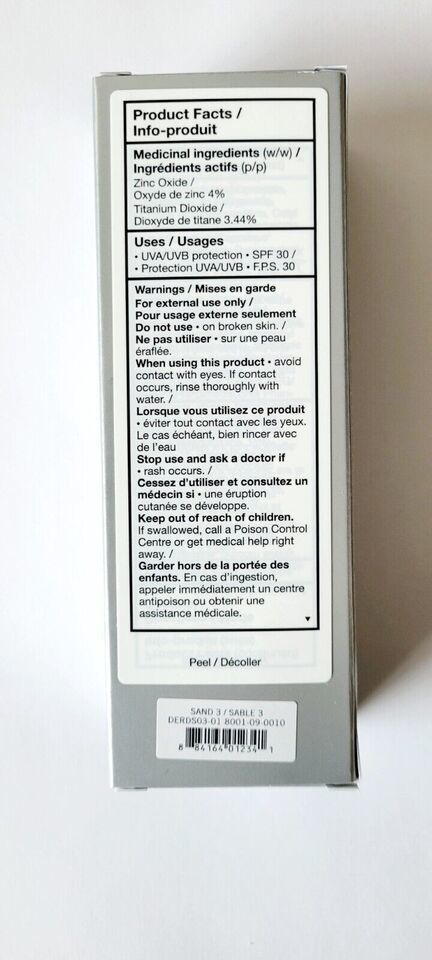 Product Facts /
Info-produit
Medicinal ingredients (w/w) /
Ingrédients actifs (p/p)
Zinc Oxide /
Oxyde de zinc 4%
Titanium Dioxide /
Dioxyde de titane 3.44%
Uses / Usages
• UVA/UVB protection • SPF 30 /
• Protection UVA/UVB • F.P.S. 30
Warnings / Mises en garde
For external use only /
Pour usage externe seulement
Do not use • on broken skin. /
Ne pas utiliser • sur une peau
éraflée.
When using this product • avoid
contact with eyes. If contact
occurs, rinse thoroughly with
water. /
Lorsque vous utilisez ce produit
• éviter tout contact avec les yeux.
Le cas échéant, bien rincer avec
de l'eau
Stop use and ask a doctor if
• rash occurs. /
Cessez d'utiliser et consultez un
médecin si • une éruption
cutanée se développe.
Keep out of reach of children.
If swallowed, call a Poison Control
Centre or get medical help right
away. /
Garder hors de la portée des
enfants. En cas d'ingestion,
appeler immédiatement un centre
antipoison ou obtenir une
assistance médicale.
Peel / Décoller
SAND 3 / SABLE 3
DERDS03-01 8001-09-0010
8 84164 01234 1